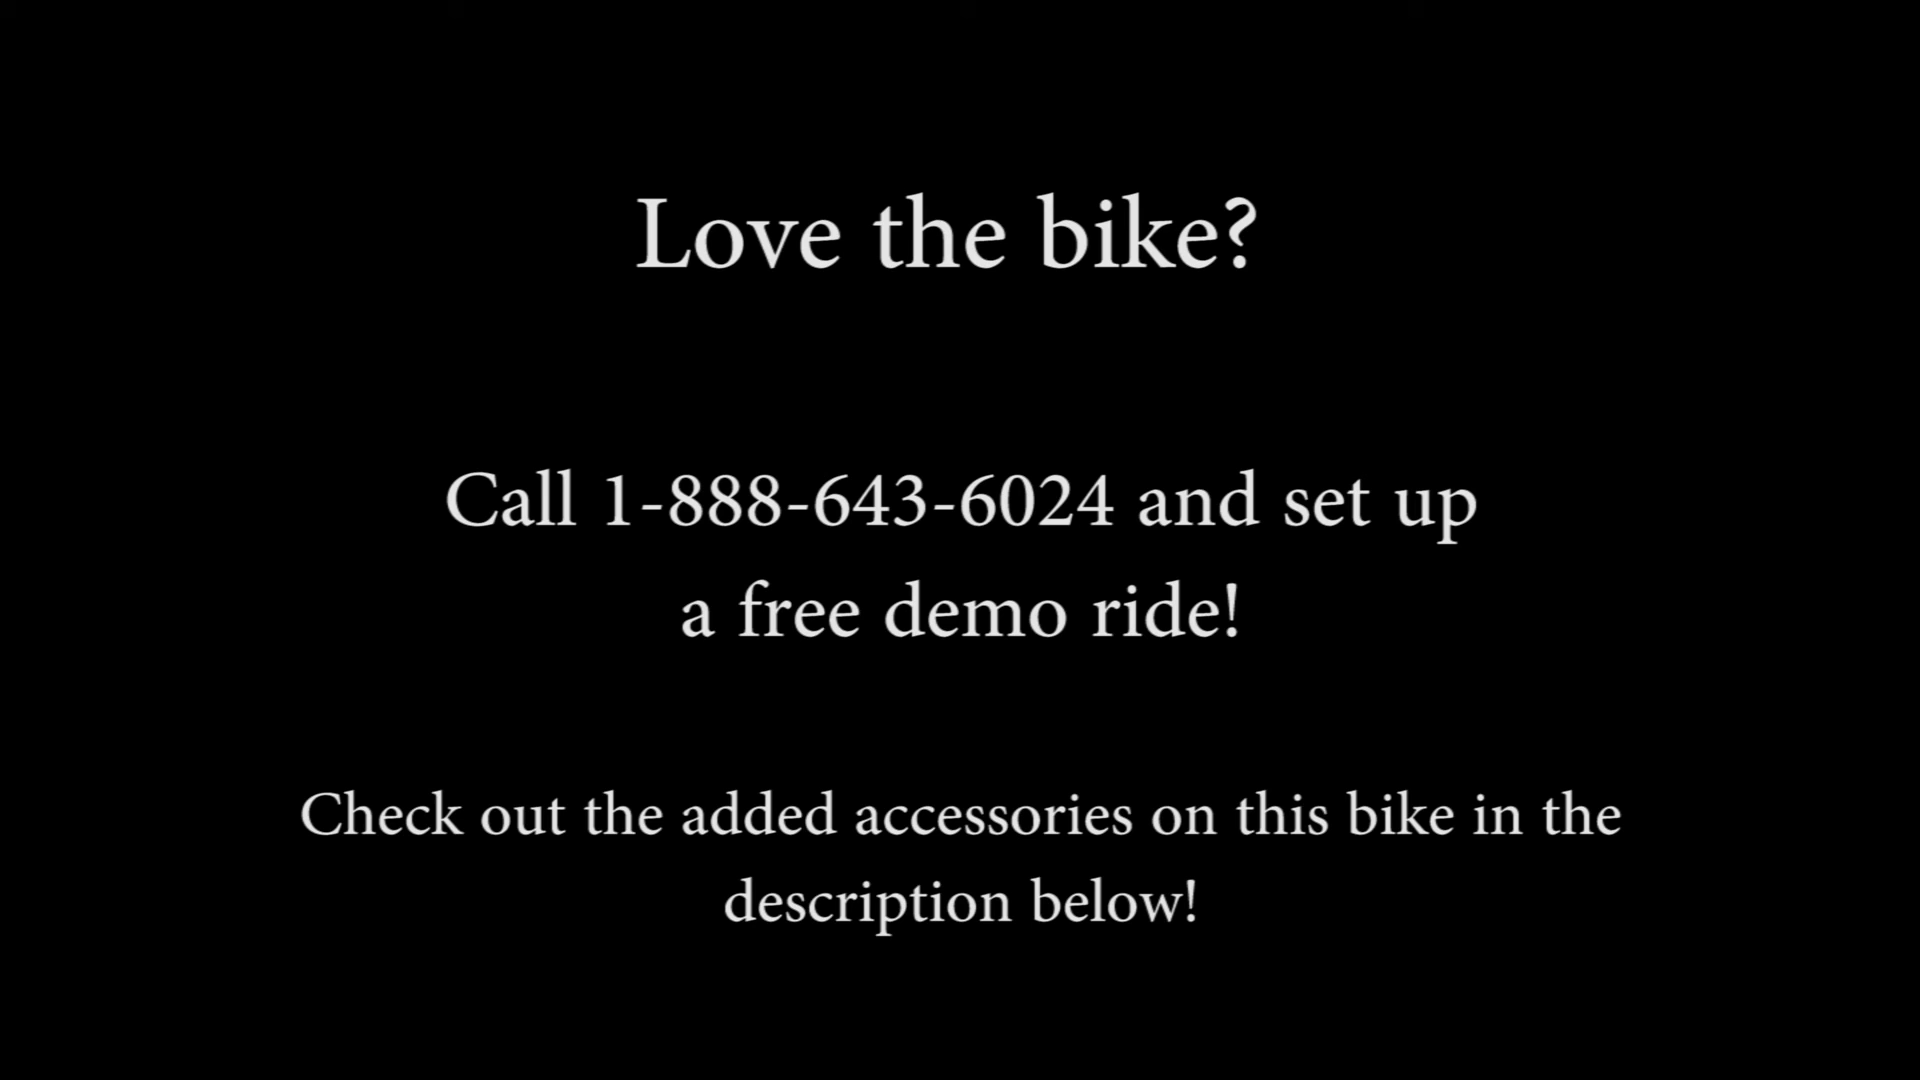 Love the bike?
Call 1-888-643-6024 and set up
a free demo ride!
Check out the added accessories on this bike in the
description below!